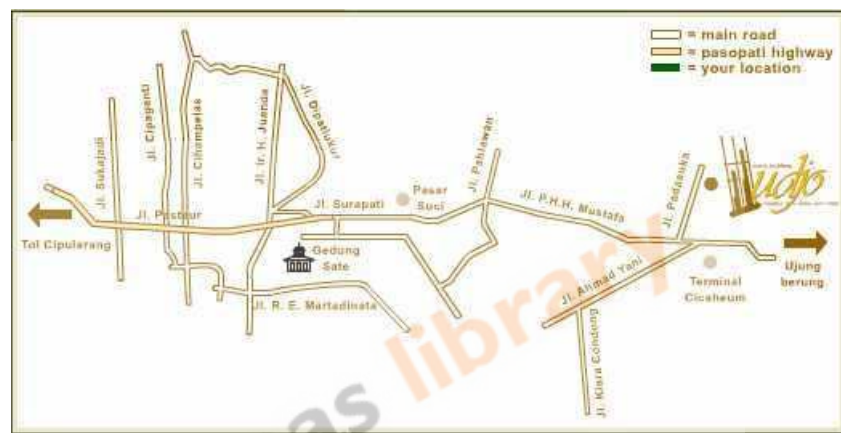 = main road
= pasopati highway
= your location
Jl. Sukajadi
Jl. Cipaganti
Jl. Cihampelas
Jl. Ir. H. Juanda
Jl. Dipatiukur
Jl. Pahlawan
Jl. Padasuka
udjo
Jl. Surapati
Pasar
Suci
Jl. P.H.H. Mustafa
Jl. Pasteur
Tol Cipularang
Gedung
Sate
Jl. R. E. Martadinata
Jl. Ahmad Yani
Terminal
Cicaheum
Ujung
berung
Jl. Kiara Condong
as library